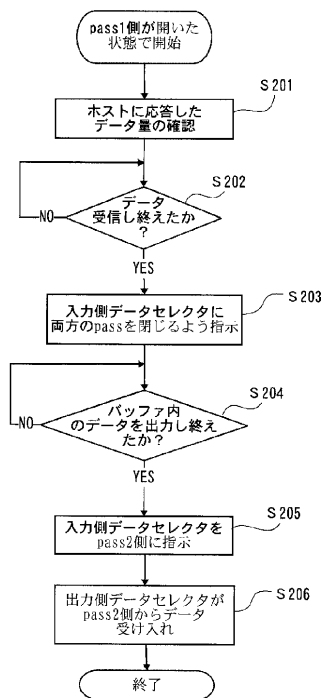 pass1側が開いた
状態で開始
S201
ホストに応答した
データ量の確認
S202
データ
受信し終えたか
?
NO
YES
S203
入力側データセレクタに
両方のpassを閉じるよう指示
S204
バッファ内
のデータを出力し終え
たか?
NO
YES
S205
入力側データセレクタを
pass2側に指示
S206
出力側データセレクタが
pass2側からデータ
受け入れ
終了